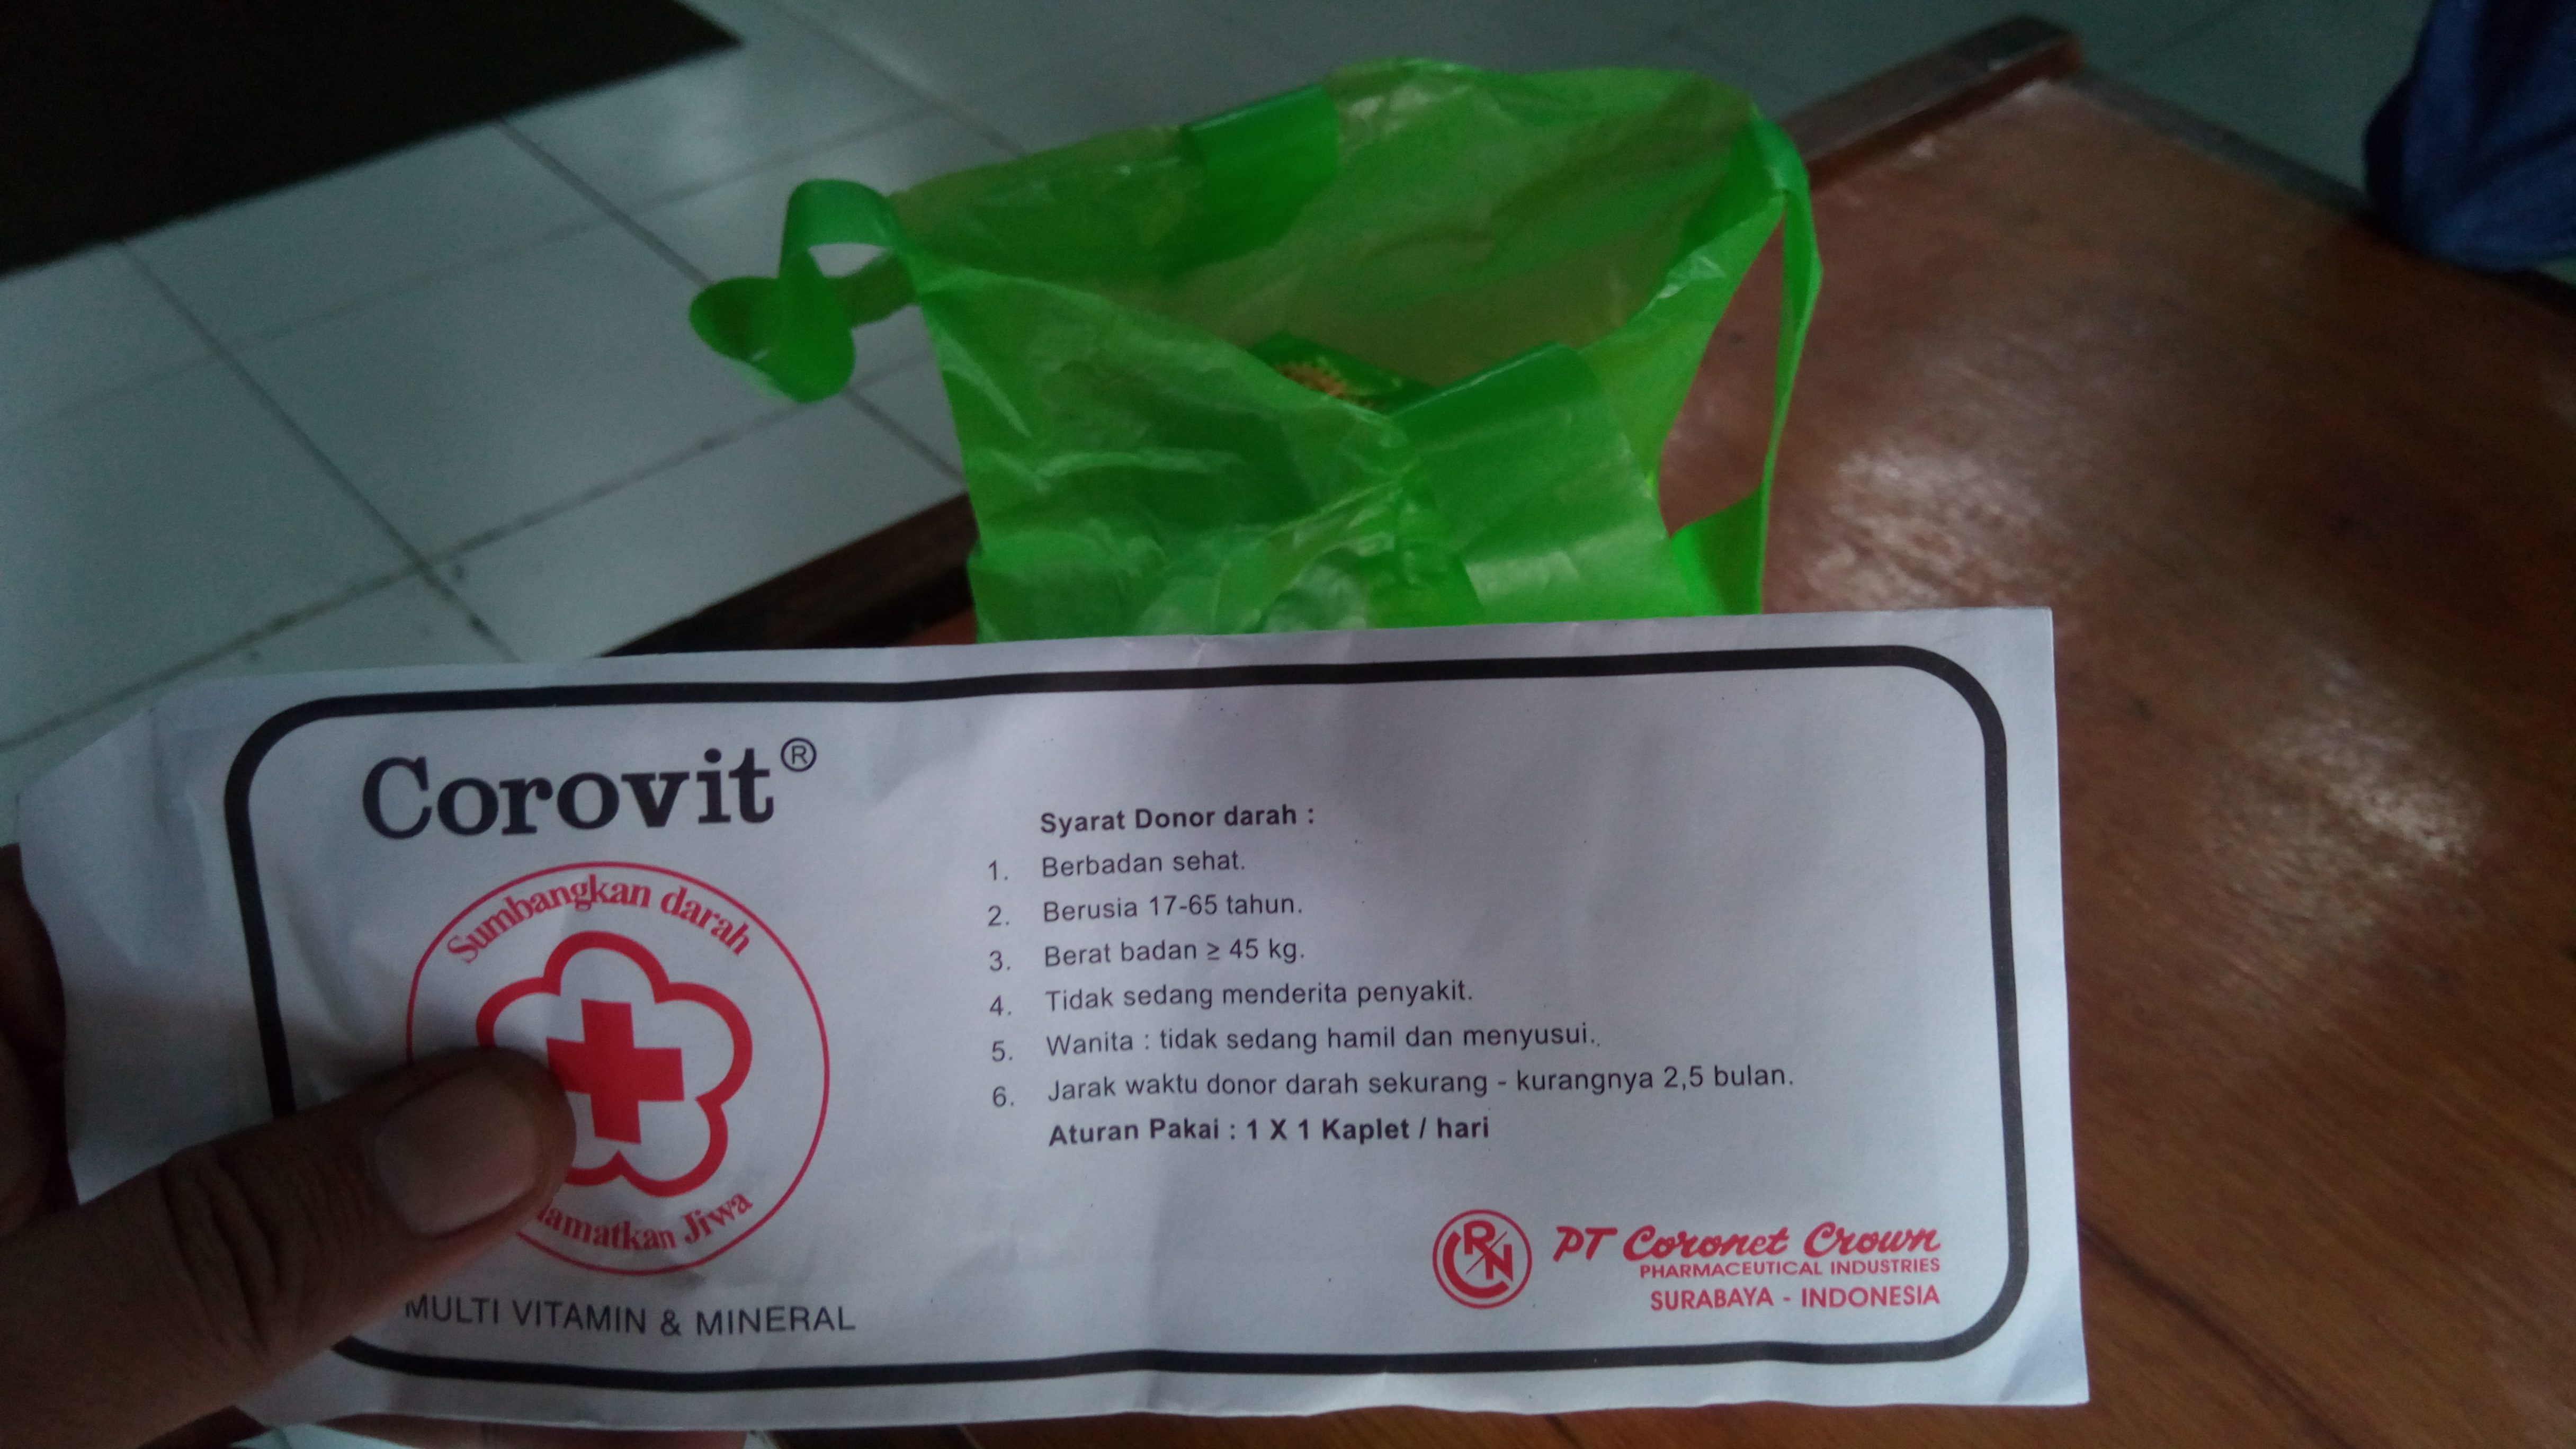 Corovit®
Sumbangkan darah
Jiwa
MULTI VITAMIN & MINERAL
Syarat Donor darah :
1. Berbadan sehat.
2. Berusia 17-65 tahun.
3. Berat badan ≥ 45 kg.
4. Tidak sedang menderita penyakit.
5. Wanita : tidak sedang hamil dan menyusui..
6. Jarak waktu donor darah sekurang - kurangnya 2,5 bulan.
Aturan Pakai : 1 X 1 Kaplet / hari
CRN
PT Coronet Crown
PHARMACEUTICAL INDUSTRIES
SURABAYA - INDONESIA